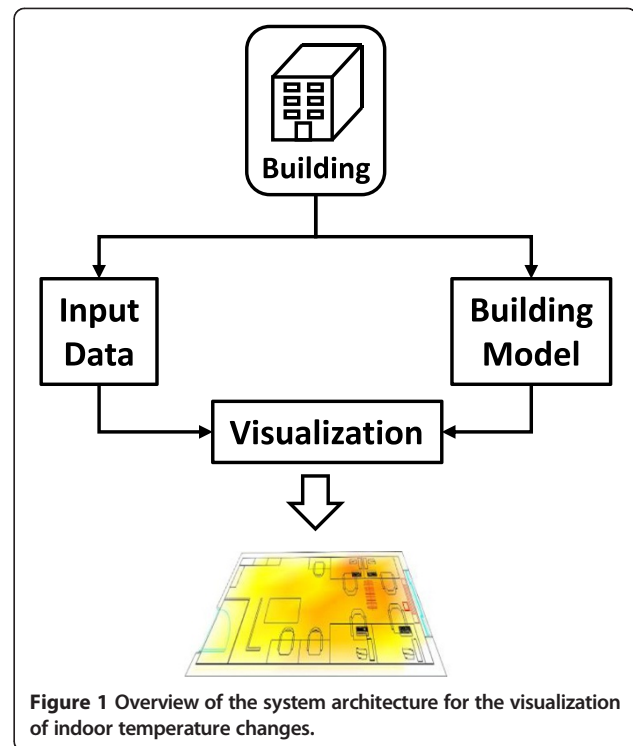 Building
Input
Data
Building
Model
Visualization
Figure 1 Overview of the system architecture for the visualization
of indoor temperature changes.